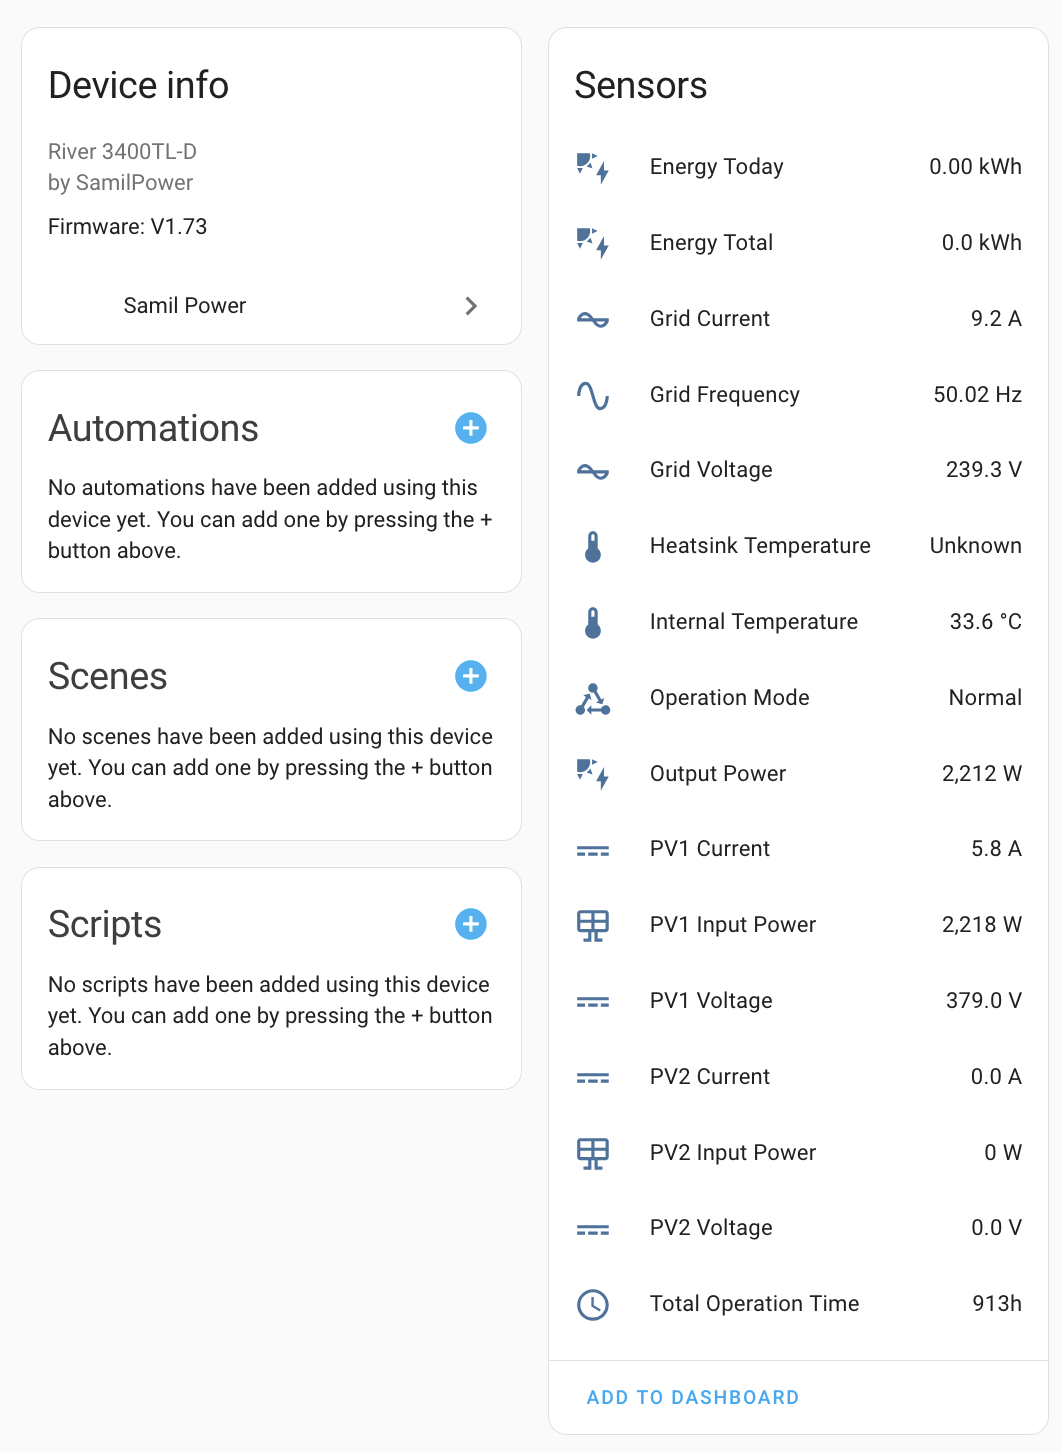 Device info
River 3400TL-D
by SamilPower
Firmware: V1.73
Samil Power
Automations
No automations have been added using this
device yet. You can add one by pressing the +
button above.
Scenes
No scenes have been added using this device
yet. You can add one by pressing the + button
above.
Scripts
No scripts have been added using this device
yet. You can add one by pressing the + button
above.
Sensors
Energy Today 0.00 kWh
Energy Total 0.0 kWh
Grid Current 9.2 A
Grid Frequency 50.02 Hz
Grid Voltage 239.3 V
Heatsink Temperature Unknown
Internal Temperature 33.6 °C
Operation Mode Normal
Output Power 2,212 W
PV1 Current 5.8 A
PV1 Input Power 2,218 W
PV1 Voltage 379.0 V
PV2 Current 0.0 A
PV2 Input Power 0 W
PV2 Voltage 0.0 V
Total Operation Time 913h
ADD TO DASHBOARD